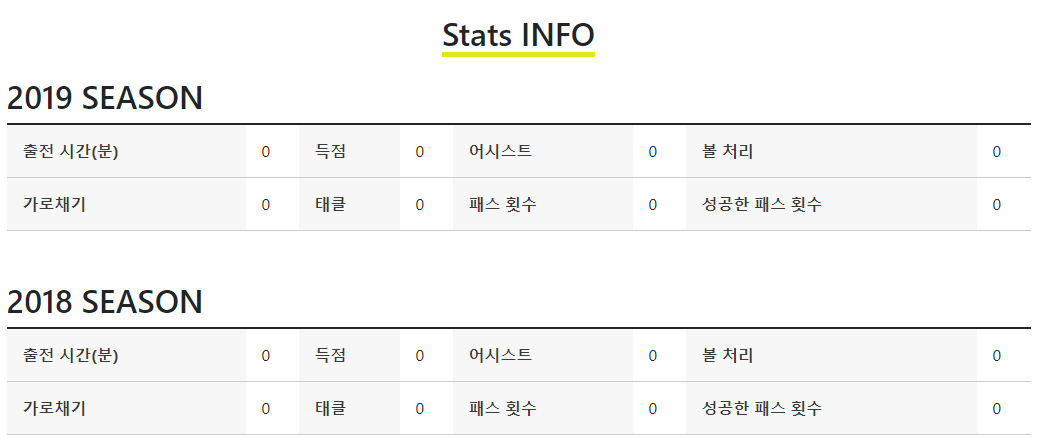 Stats INFO
2019 SEASON
출전 시간(분) 0 득점 0 어시스트 0 볼 처리 0
가로채기 0 태클 0 패스 횟수 0 성공한 패스 횟수 0
2018 SEASON
출전 시간(분) 0 득점 0 어시스트 0 볼 처리 0
가로채기 0 태클 0 패스 횟수 0 성공한 패스 횟수 0